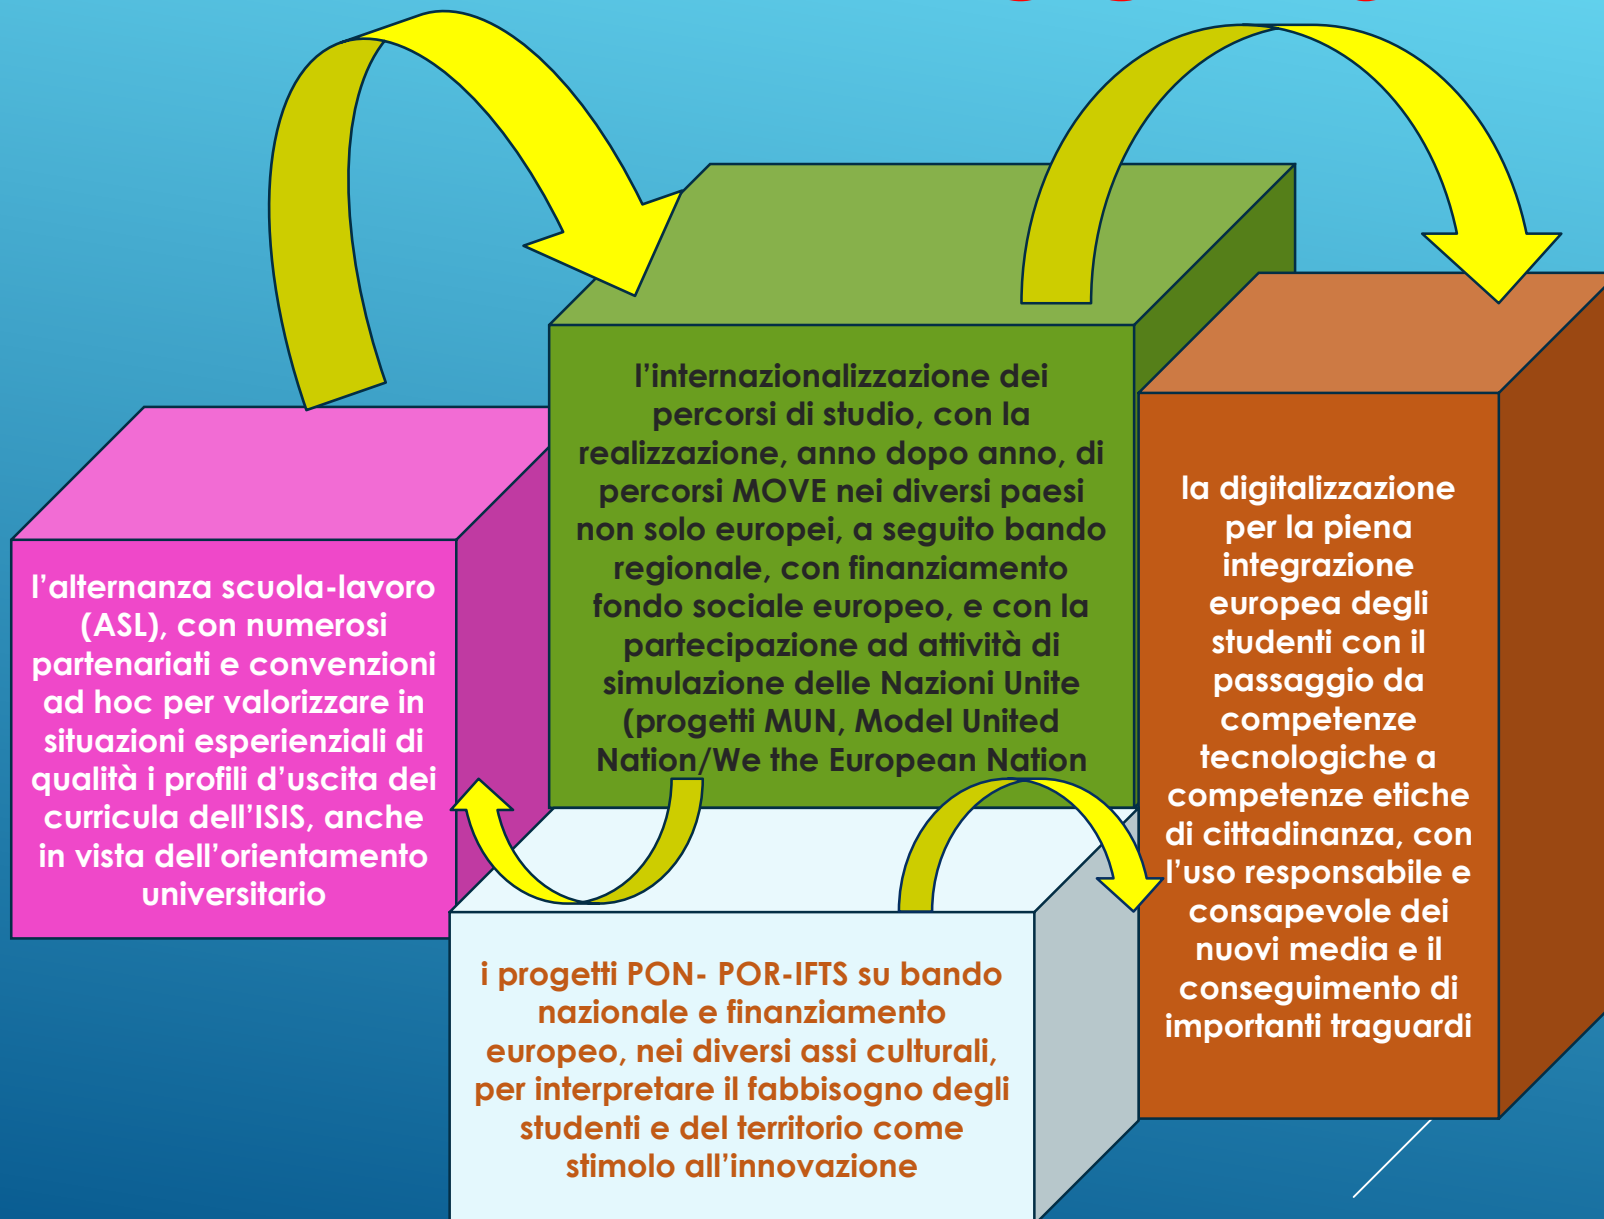 l'alternanza scuola-lavoro
(ASL), con numerosi
partenariati e convenzioni
ad hoc per valorizzare in
situazioni esperienziali di
qualità i profili d'uscita dei
curricula dell'ISIS, anche
in vista dell'orientamento
universitario
l'internazionalizzazione dei
percorsi di studio, con la
realizzazione, anno dopo anno, di
percorsi MOVE nei diversi paesi
non solo europei, a seguito bando
regionale, con finanziamento
fondo sociale europeo, e con la
partecipazione ad attività di
simulazione delle Nazioni Unite
(progetti MUN, Model United
Nation/We the European Nation
la digitalizzazione
per la piena
integrazione
europea degli
studenti con il
passaggio da
competenze
tecnologiche a
competenze etiche
di cittadinanza, con
l'uso responsabile e
consapevole dei
nuovi media e il
conseguimento di
importanti traguardi
i progetti PON- POR-IFTS su bando
nazionale e finanziamento
europeo, nei diversi assi culturali,
per interpretare il fabbisogno degli
studenti e del territorio come
stimolo all'innovazione